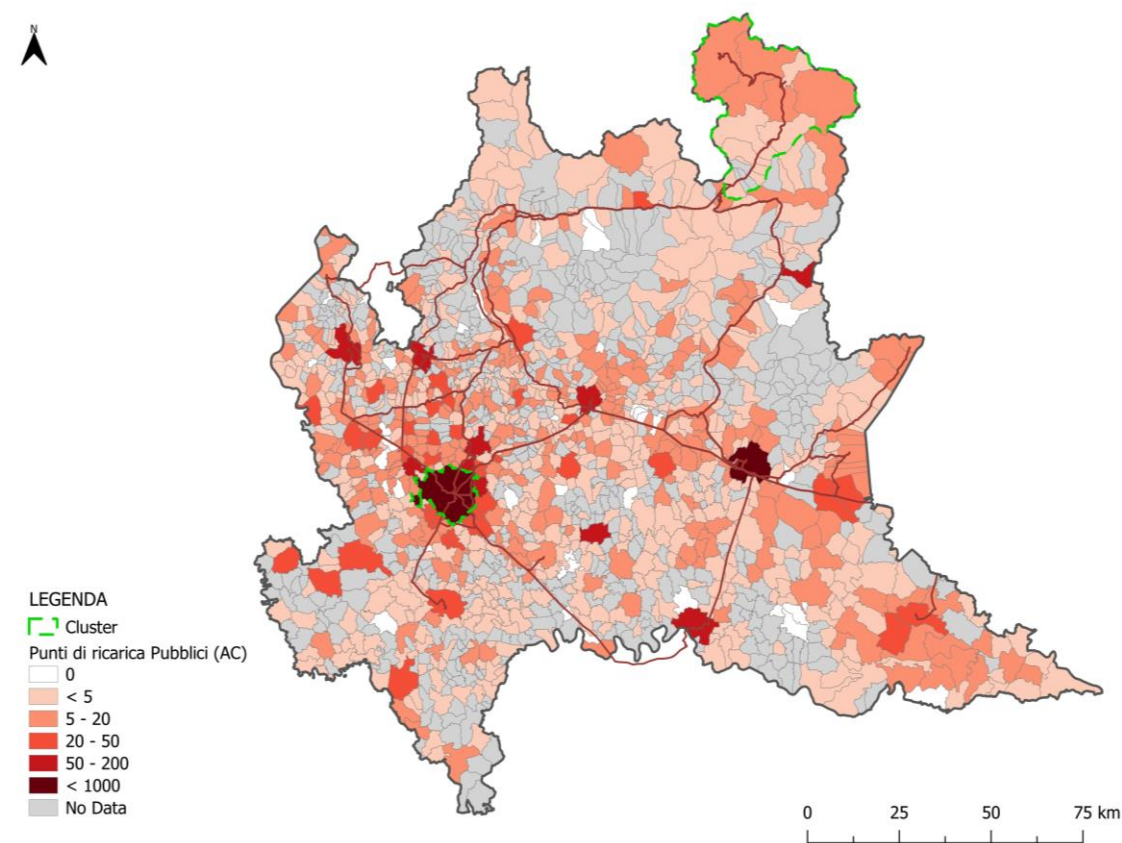 N
LEGENDA
Cluster
Punti di ricarica Pubblici (AC)
0
< 5
5 - 20
20 - 50
50 - 200
< 1000
No Data
0 25 50 75 km